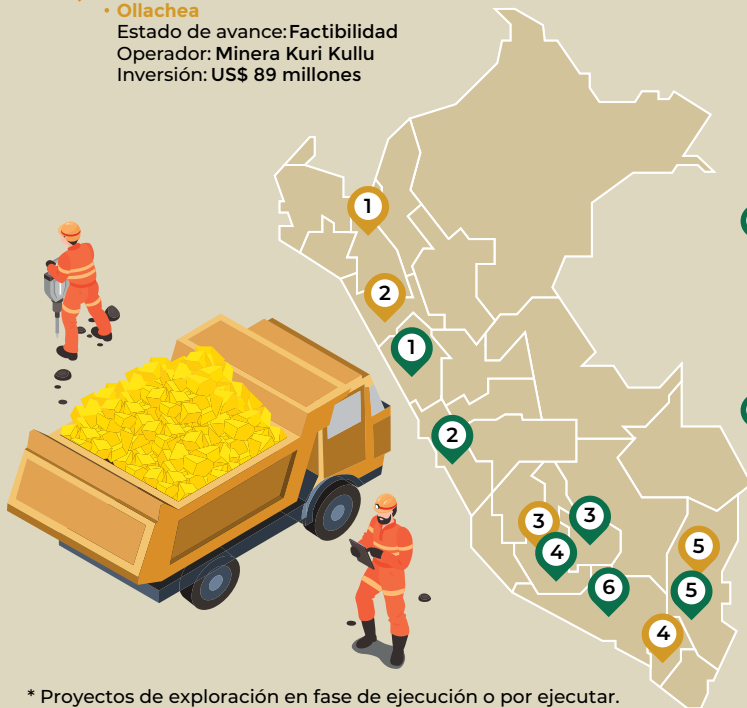 • Ollachea
Estado de avance: Factibilidad
Operador: Minera Kuri Kullu
Inversión: US$ 89 millones
1
2
1
2
3
3
4
5
6
5
4
* Proyectos de exploración en fase de ejecución o por ejecutar.